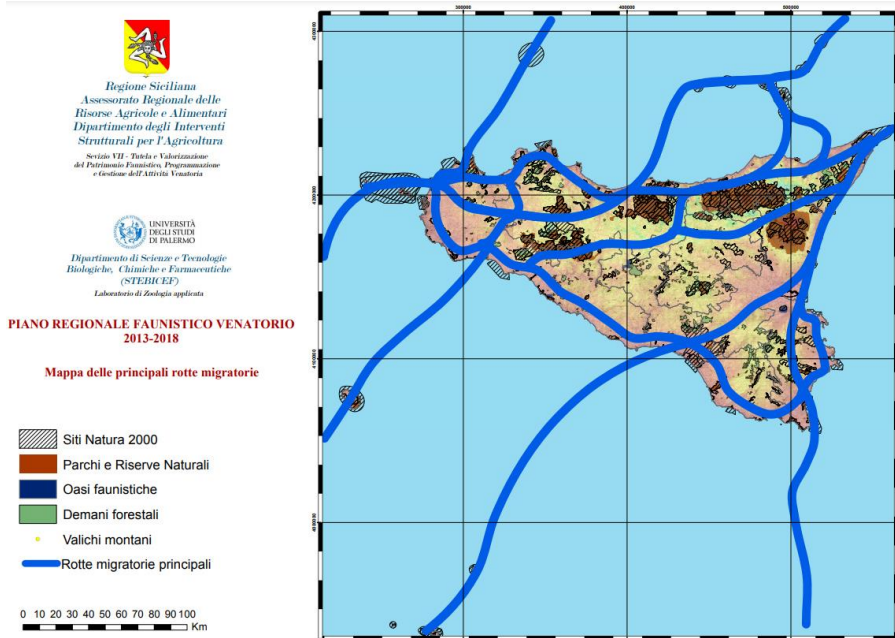 Regione Siciliana
Assessorato Regionale delle
Risorse Agricole e Alimentari
Dipartimento degli Interventi
Strutturali per l'Agricoltura
Sevizio VII - Tutela e Valorizzazione
del Patrimonio Faunistico, Programmazione
e Gestione dell'Attività Venatoria
UNIVERSITÀ
DEGLI STUDI
DI PALERMO
Dipartimento di Scienze e Tecnologie
Biologiche, Chimiche e Farmaceutiche
(STEBICEF)
Laboratorio di Zoologia applicata
PIANO REGIONALE FAUNISTICO VENATORIO
2013-2018
Mappa delle principali rotte migratorie
Siti Natura 2000
Parchi e Riserve Naturali
Oasi faunistiche
Demani forestali
Valichi montani
Rotte migratorie principali
0 10 20 30 40 50 60 70 80 90 100
Km
300000
400000
500000